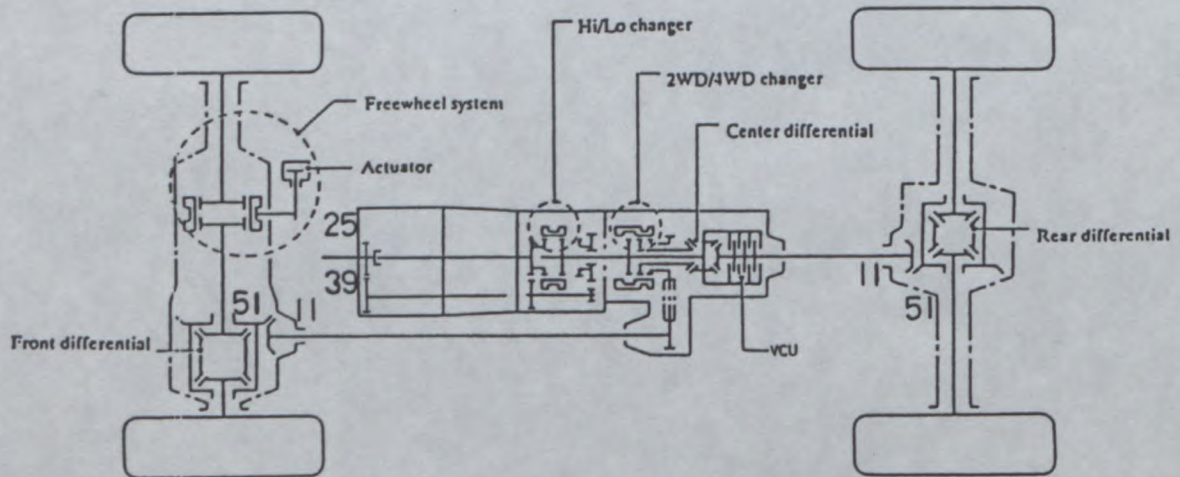 Hi/Lo changer
2WD/4WD changer
Freewheel system
Center differential
Actuator
25
Rear differential
39
11
51
11
51
Front differential
VCU